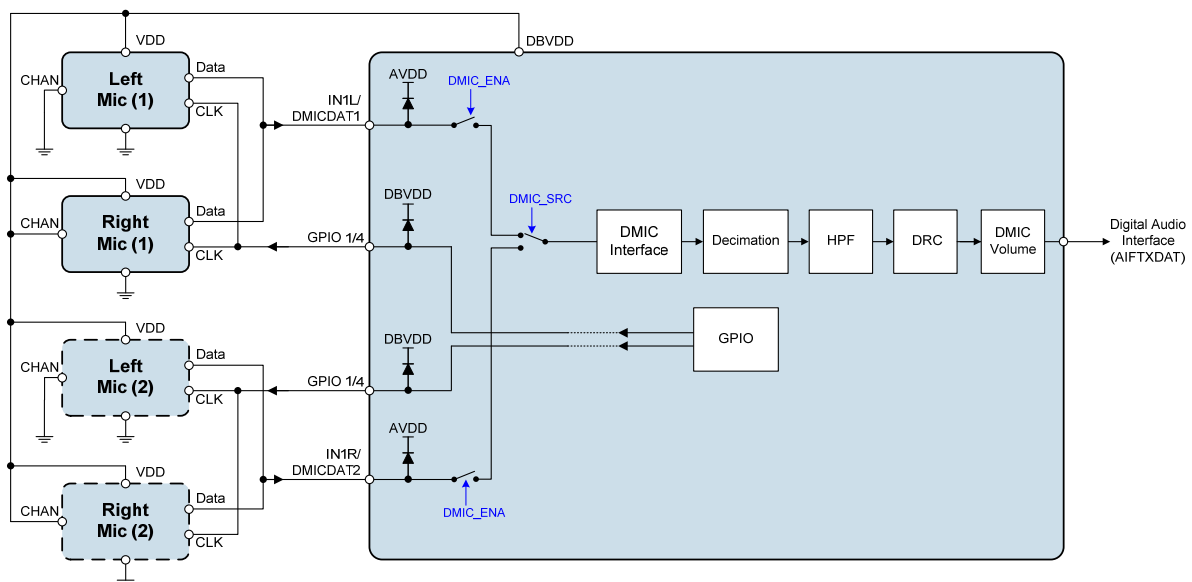 VDD
DBVDD
CHAN
Left
Mic (1)
Data
CLK
IN1L/
DMICDAT1
AVDD
DMIC_ENA
VDD
CHAN
Right
Mic (1)
Data
CLK
GPIO 1/4
DBVDD
DMIC_SRC
DMIC
Interface
Decimation
HPF
DRC
DMIC
Volume
Digital Audio
Interface
(AIFTXDAT)
VDD
CHAN
Left
Mic (2)
Data
CLK
GPIO 1/4
DBVDD
GPIO
VDD
CHAN
Right
Mic (2)
Data
CLK
IN1R/
DMICDAT2
AVDD
DMIC_ENA